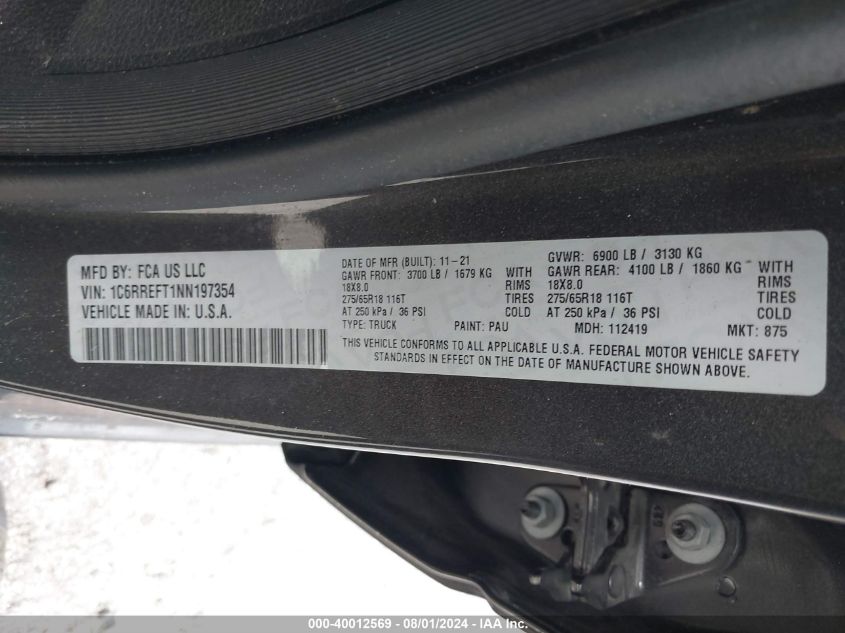 MFD BY: FCA US LLC
VIN: 1C6RREFT1NN197354
VEHICLE MADE IN: U.S.A.
DATE OF MFR (BUILT): 11-21
GVWR: 6900 LB / 3130 KG
GAWR FRONT: 3700 LB / 1679 KG WITH
GAWR REAR: 4100 LB / 1860 KG WITH
18X8.0 RIMS
18X8.0 RIMS
275/65R18 116T TIRES
275/65R18 116T TIRES
AT 250 kPa / 36 PSI COLD
AT 250 kPa / 36 PSI COLD
TYPE: TRUCK PAINT: PAU MDH: 112419 MKT: 875
THIS VEHICLE CONFORMS TO ALL APPLICABLE U.S.A. FEDERAL MOTOR VEHICLE SAFETY
STANDARDS IN EFFECT ON THE DATE OF MANUFACTURE SHOWN ABOVE.
000-40012569 - 08/01/2024 - IAAI.COM